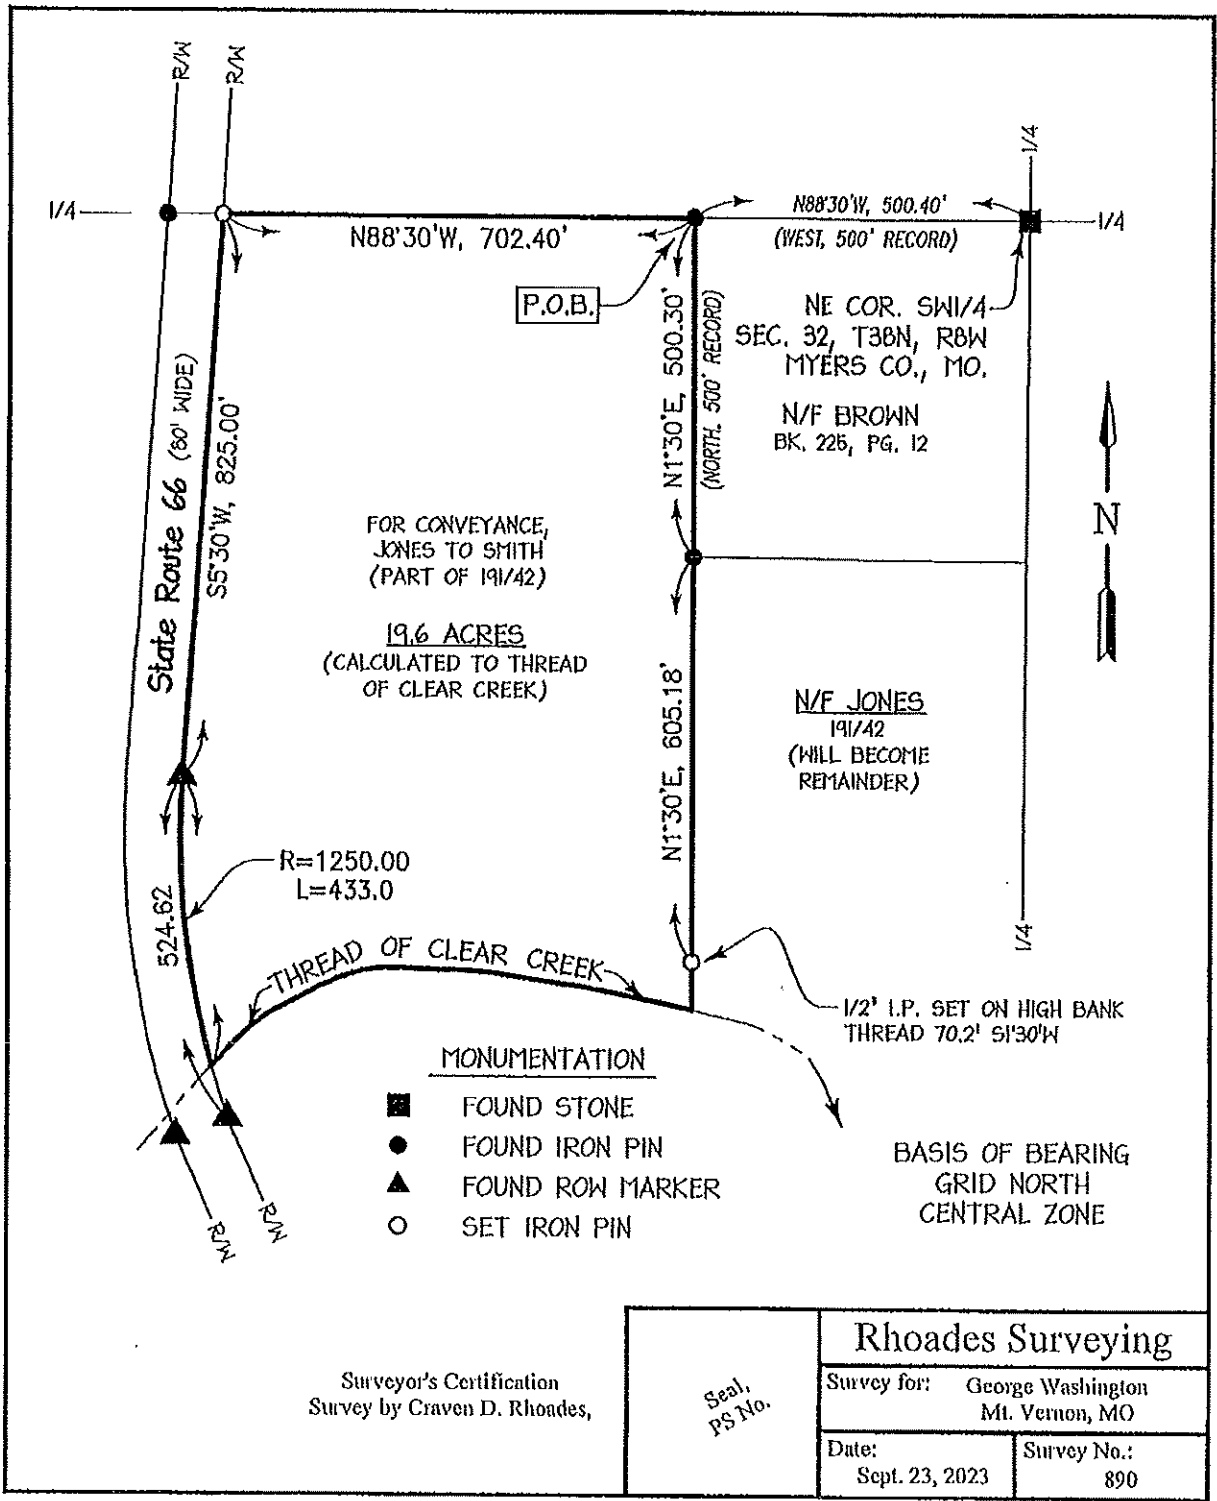 R/W
R/W
1/4
1/4
N88°30'W, 500.40'
(WEST, 500' RECORD)
1/4
N88°30'W, 702.40'
P.O.B.
NE COR. SW1/4
SEC. 32, T38N, R8W
MYERS CO., MO.
N/F BROWN
BK. 225, PG. 12
N1°30'E, 500.30'
(NORTH. 500' RECORD)
State Route 66 (60' WIDE)
S5°30'W, 825.00'
FOR CONVEYANCE,
JONES TO SMITH
(PART OF 191/42)
19.6 ACRES
(CALCULATED TO THREAD
OF CLEAR CREEK)
N
N1°30'E, 605.18'
N/F JONES
191/42
(WILL BECOME
REMAINDER)
R=1250.00
L=433.0
524.62
1/4
THREAD OF CLEAR CREEK
1/2' I.P. SET ON HIGH BANK
THREAD 70.2' S1°30'W
MONUMENTATION
FOUND STONE
FOUND IRON PIN
FOUND ROW MARKER
SET IRON PIN
BASIS OF BEARING
GRID NORTH
CENTRAL ZONE
R/W
R/W
Surveyor's Certification
Survey by Craven D. Rhoades,
Seal,
PS No.
Rhoades Surveying
Survey for: George Washington
Mt. Vernon, MO
Date:
Sept. 23, 2023
Survey No.:
890